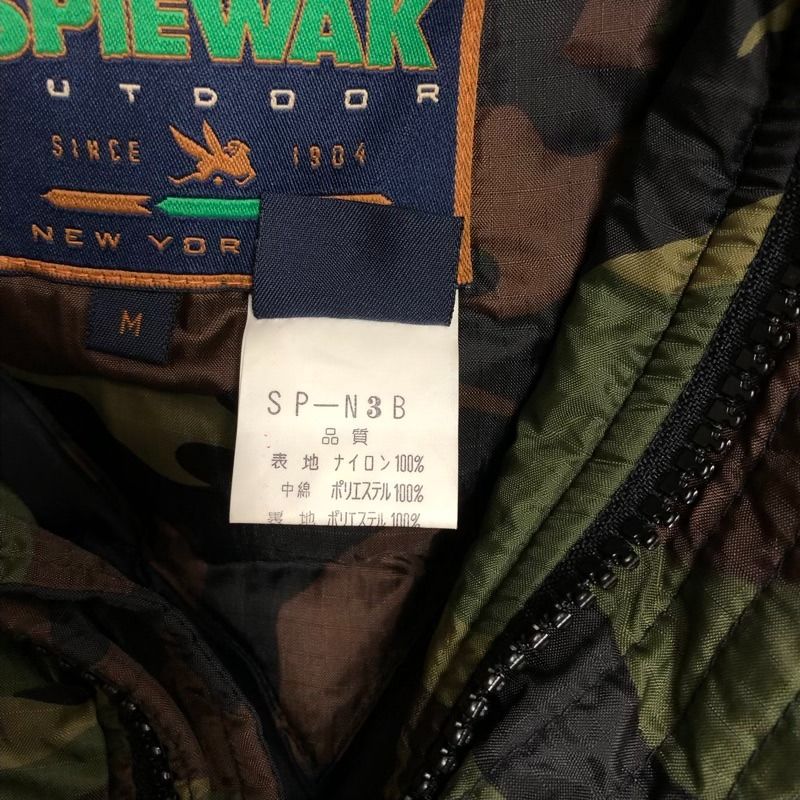 SPIEWAK
OUTDOOR
SINCE 1904
NEW YOR
M
SP-N3B
品質
表地 ナイロン100%
中綿 ポリエステル100%
裏地 ポリエステル100%